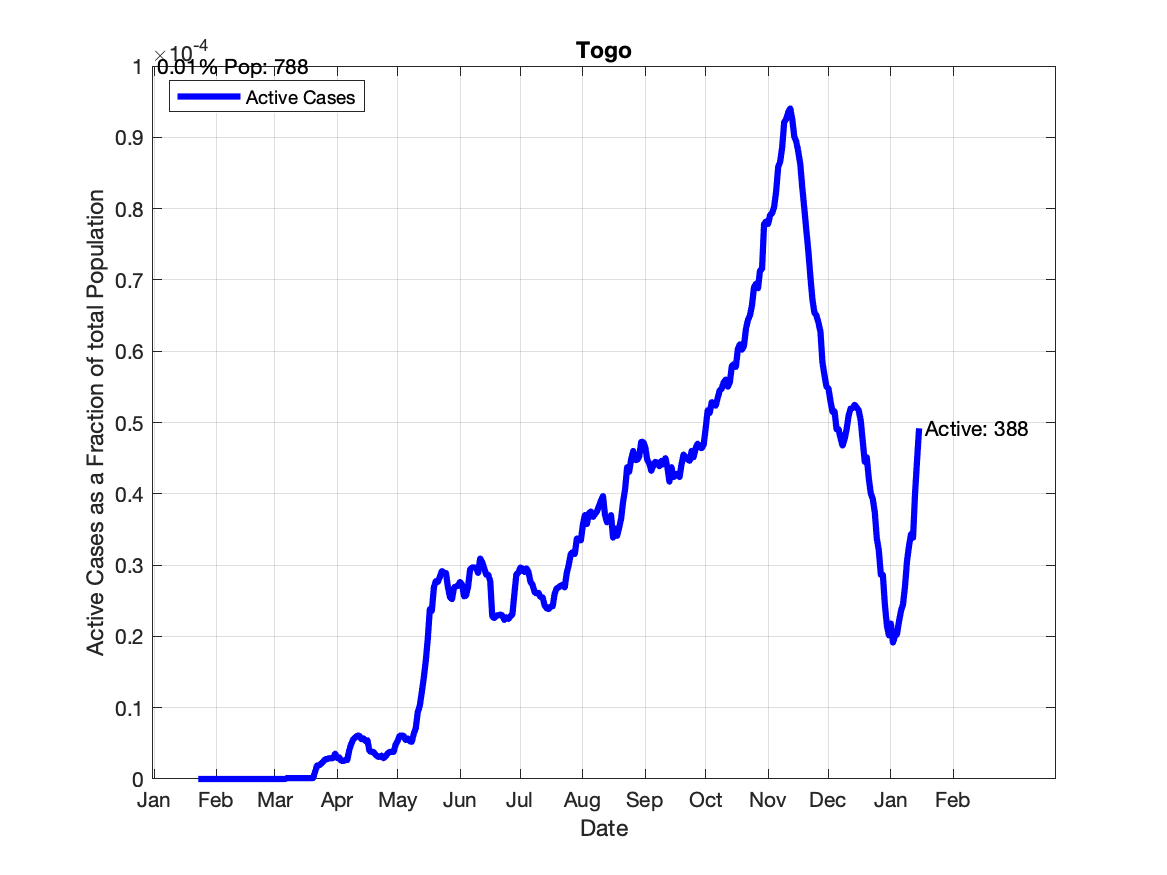 Togo
×10-4
0.01% Pop: 788
Active Cases
1
0.9
0.8
0.7
0.6
0.5
0.4
0.3
0.2
0.1
0
Active Cases as a Fraction of total Population
Active: 388
Jan Feb Mar Apr May Jun Jul Aug Sep Oct Nov Dec Jan Feb
Date